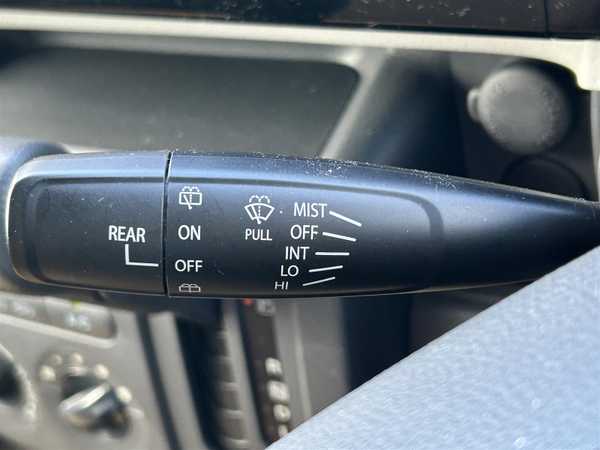 REAR
ON
OFF
PULL
MIST
OFF
INT
LO
HI